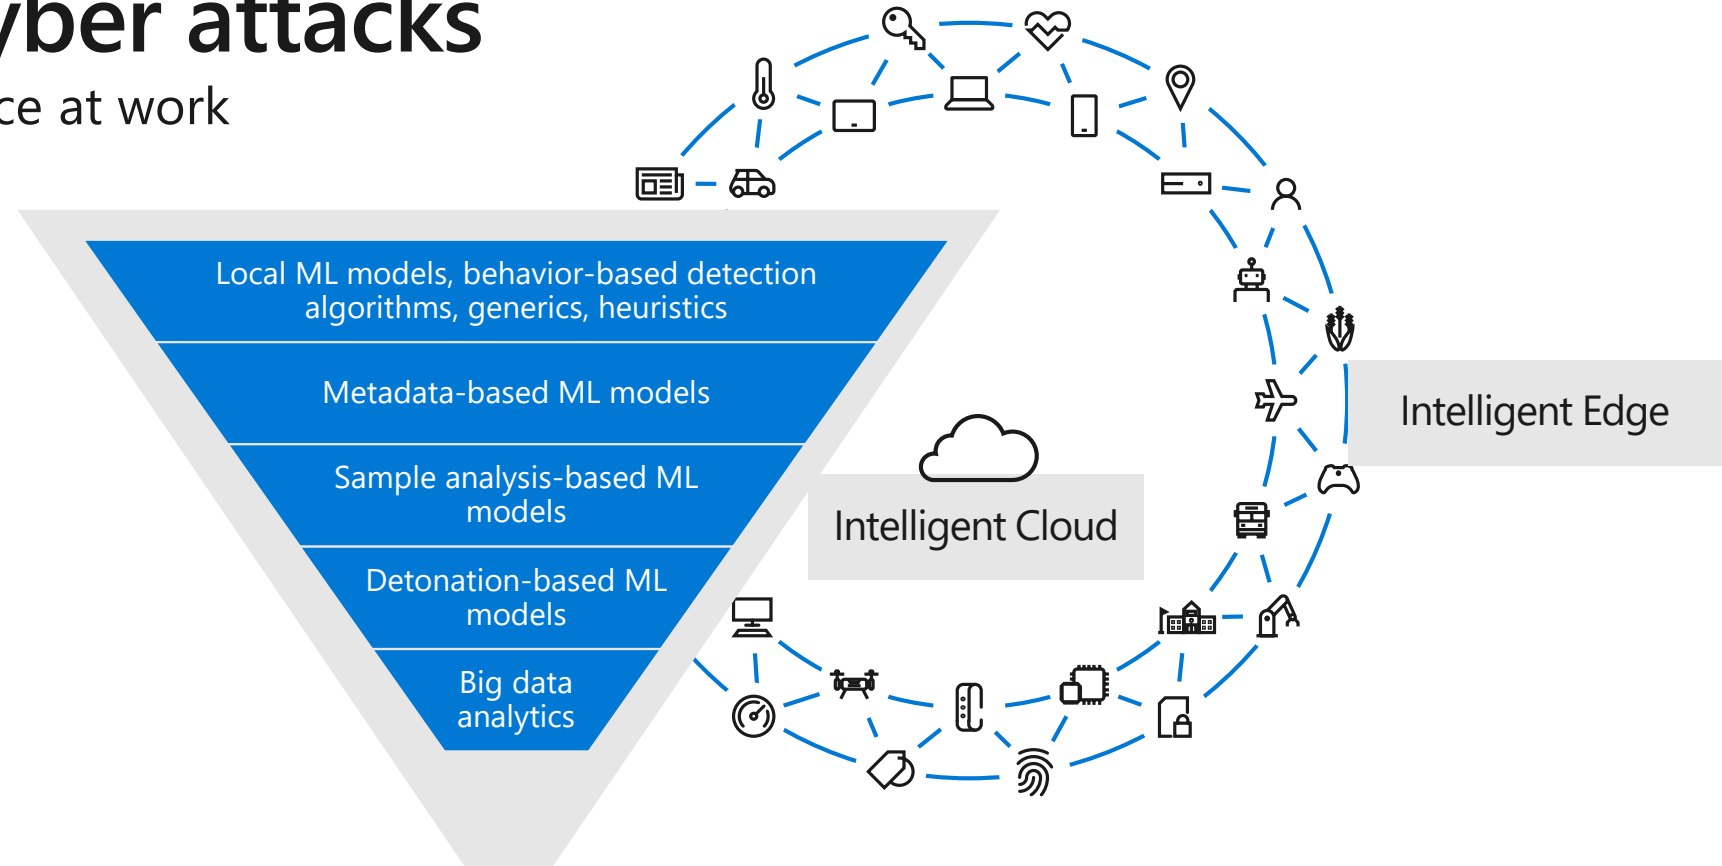 yber attacks
ce at work
Local ML models, behavior-based detection
algorithms, generics, heuristics
Metadata-based ML models
Sample analysis-based ML
models
Detonation-based ML
models
Big data
analytics
Intelligent Cloud
Intelligent Edge